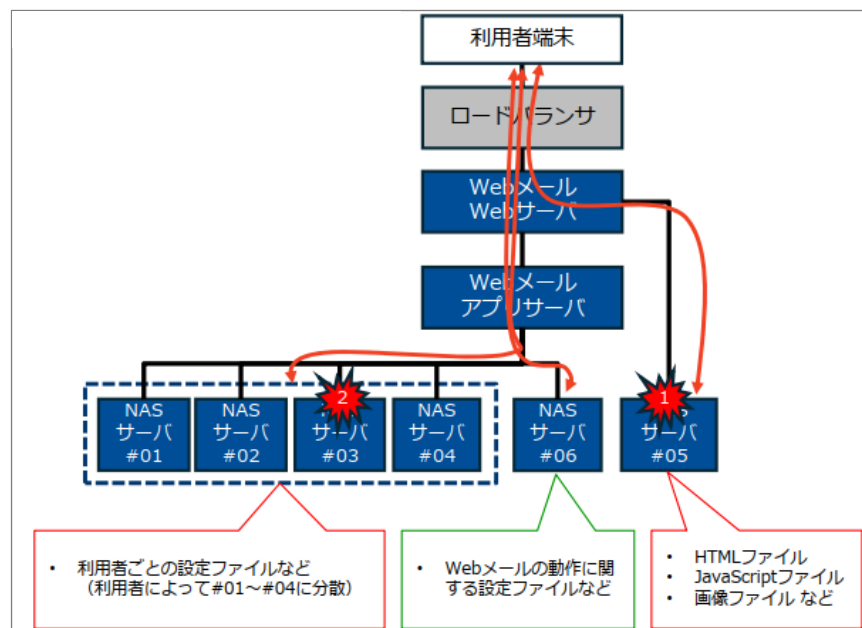 利用者端末
ロードバランサ
Webメール
Webサーバ
Webメール
アプリサーバ
2
1
NAS
サーバ
#01
NAS
サーバ
#02
サーバ
#03
NAS
サーバ
#04
NAS
サーバ
#06
サーバ
#05
• 利用者ごとの設定ファイルなど
（利用者によって#01～#04に分散）
• Webメールの動作に関
する設定ファイルなど
• HTMLファイル
• JavaScriptファイル
• 画像ファイル など